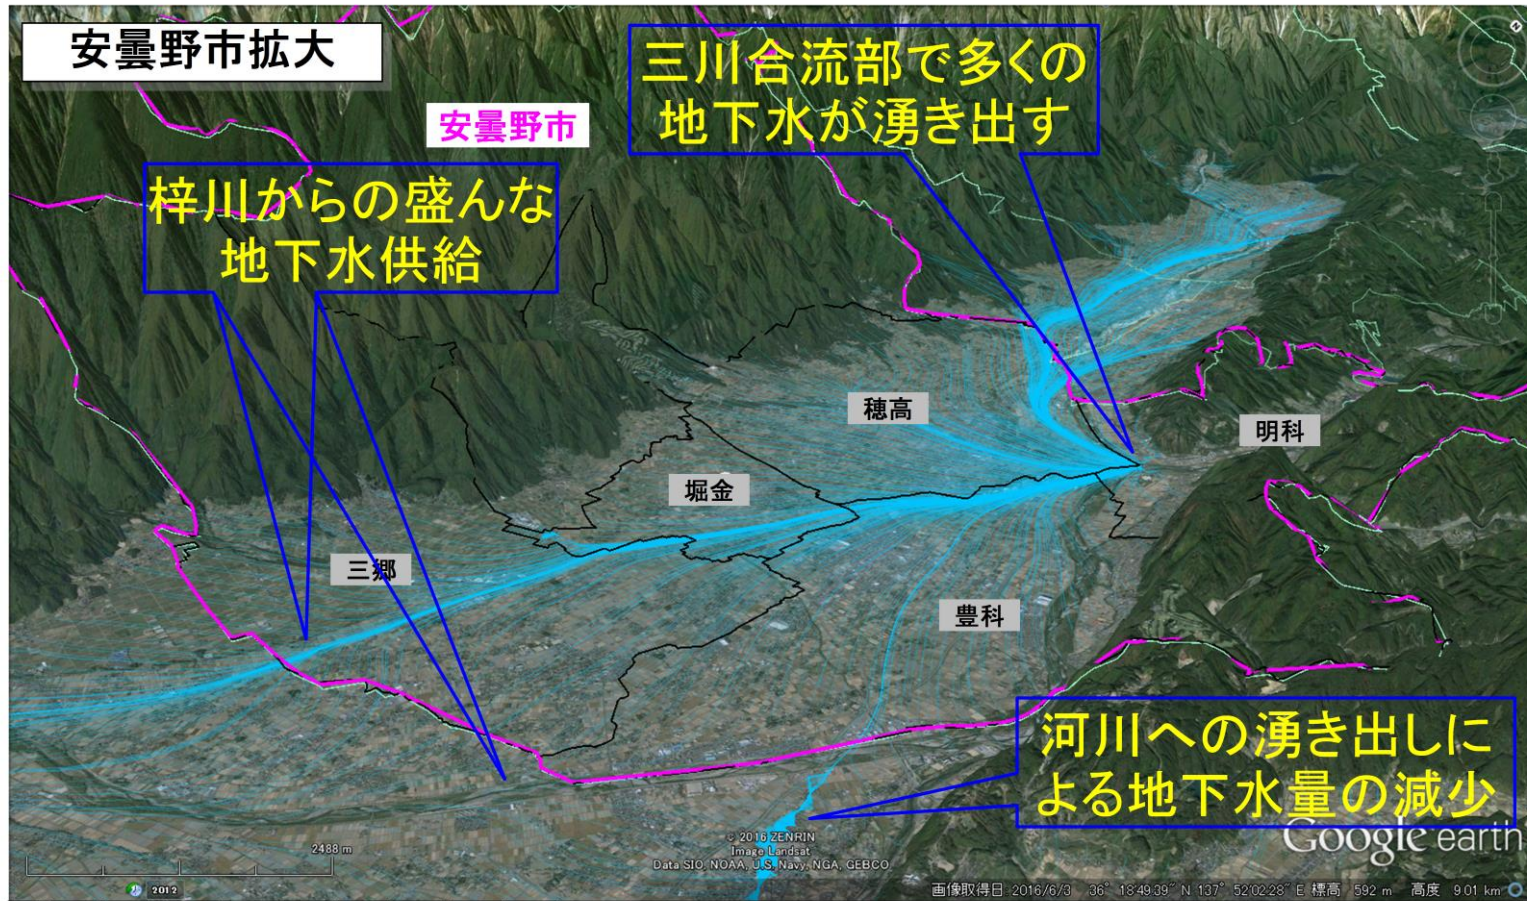 安曇野市拡大
三川合流部で多くの
地下水が湧き出す
安曇野市
梓川からの盛んな
地下水供給
穂高
明科
堀金
三郷
豊科
河川への湧き出しに
よる地下水量の減少
© 2016 ZENRIN
Image Landsat
Data SIO, NOAA, U.S. Navy, NGA, GEBCO
Google earth
2488 m
2012
画像取得日 2016/6/3 36° 18'49.39" N 137° 52'02.28" E 標高 592 m 高度 9.01 km